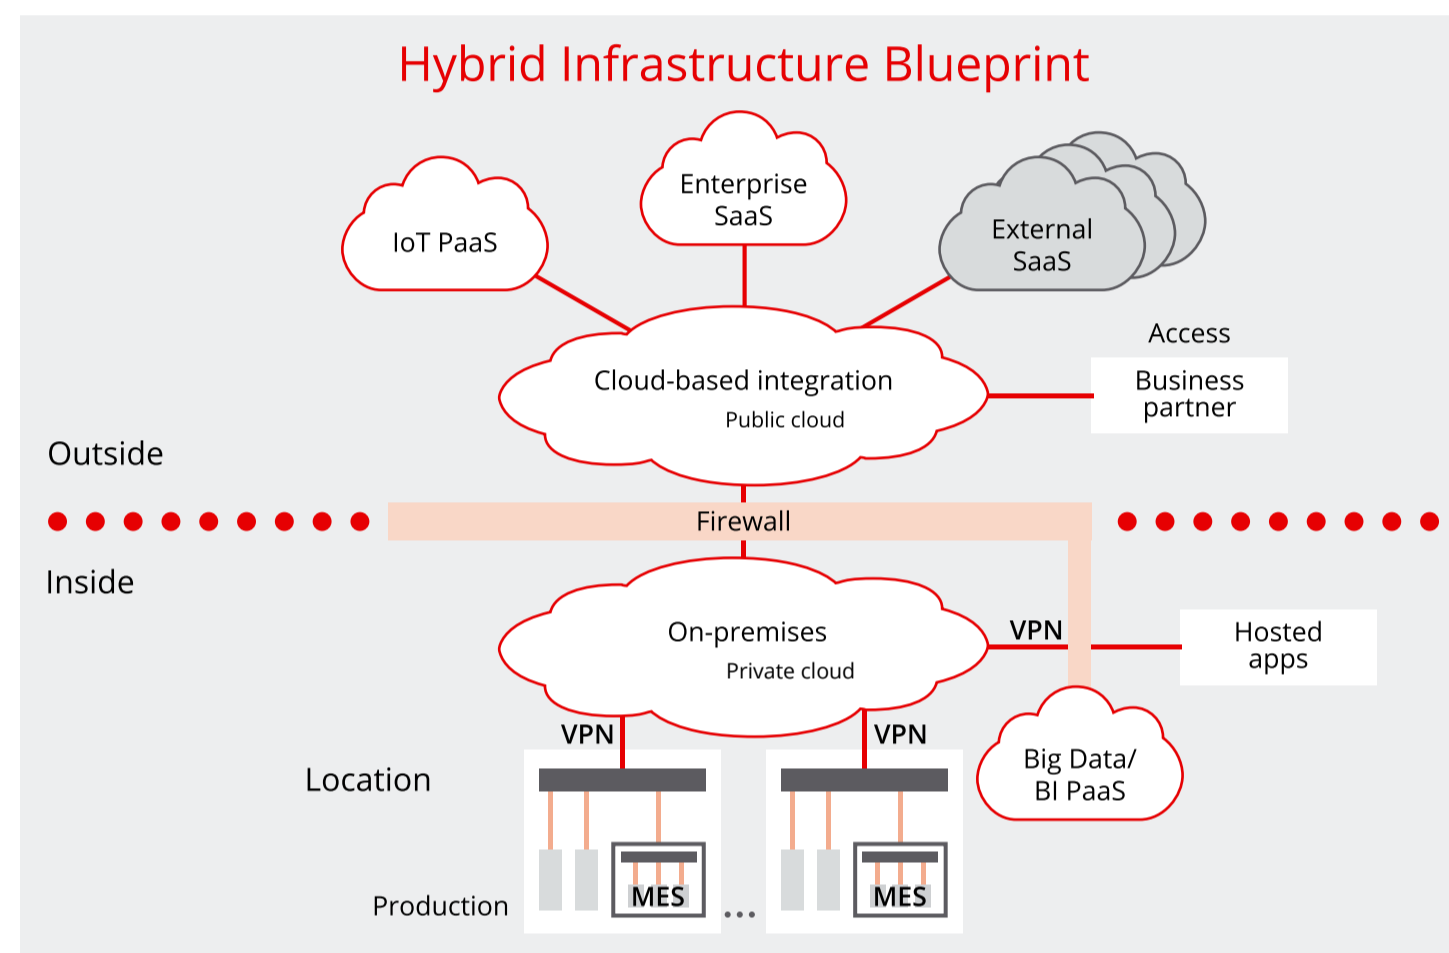 Hybrid Infrastructure Blueprint
Enterprise
SaaS
IoT PaaS
External
SaaS
Access
Cloud-based integration
Public cloud
Business
partner
Outside
Firewall
Inside
On-premises
Private cloud
VPN
Hosted
apps
VPN
VPN
Location
Big Data/
BI PaaS
Production
MES
...
MES